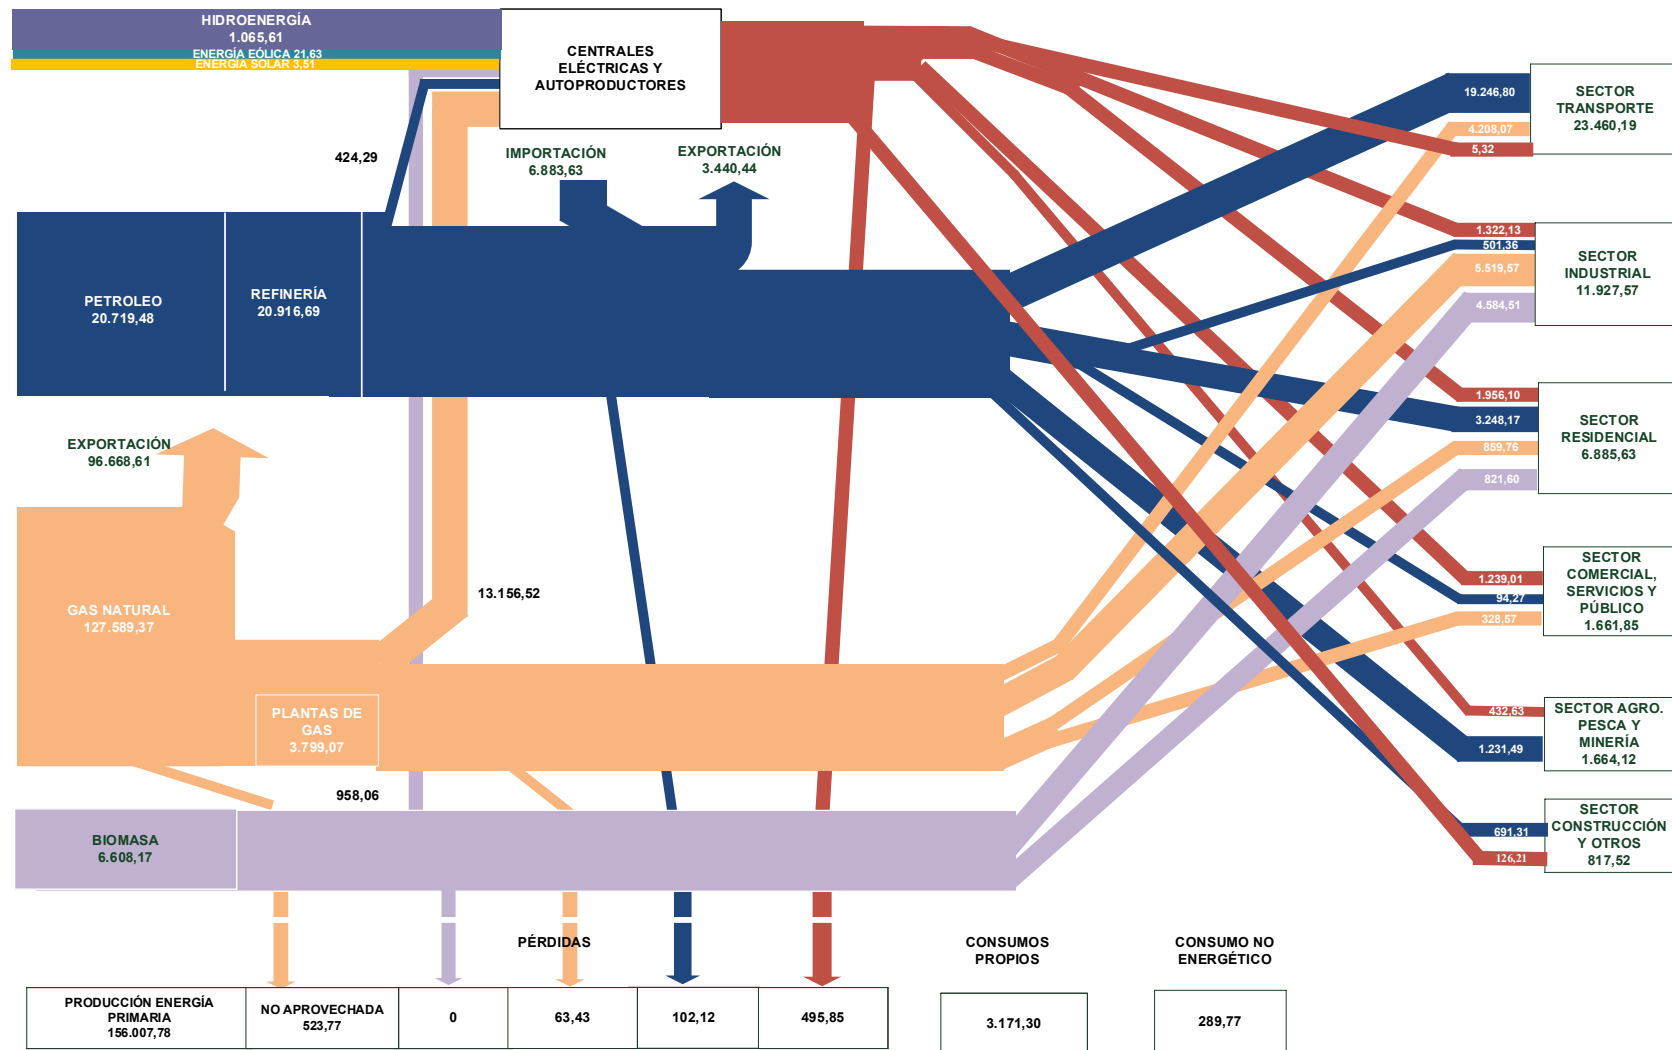 HIDROENERGÍA
1.065,61
ENERGÍA EÓLICA 21,63
ENERGÍA SOLAR 3,51
CENTRALES
ELÉCTRICAS Y
AUTOPRODUCTORES
424,29
IMPORTACIÓN
6.883,63
EXPORTACIÓN
3.440,44
PETROLEO
20.719,48
REFINERÍA
20.916,69
EXPORTACIÓN
96.668,61
GAS NATURAL
127.589,37
13.156,52
PLANTAS DE
GAS
3.799,07
958,06
BIOMASA
6.608,17
19.246,80
4.208,07
5,32
SECTOR
TRANSPORTE
23.460,19
1.322,13
501,36
5.519,57
4.584,51
SECTOR
INDUSTRIAL
11.927,57
1.956,10
3.248,17
859,76
821,60
SECTOR
RESIDENCIAL
6.885,63
1.239,01
94,27
328,57
SECTOR
COMERCIAL,
SERVICIOS Y
PÚBLICO
1.661,85
432,63
1.231,49
SECTOR AGRO.
PESCA Y
MINERÍA
1.664,12
691,31
126,21
SECTOR
CONSTRUCCIÓN
Y OTROS
817,52
PÉRDIDAS
PRODUCCIÓN ENERGÍA
PRIMARIA
156.007,78
NO APROVECHADA
523,77
0
63,43
102,12
495,85
CONSUMOS
PROPIOS
3.171,30
CONSUMO NO
ENERGÉTICO
289,77